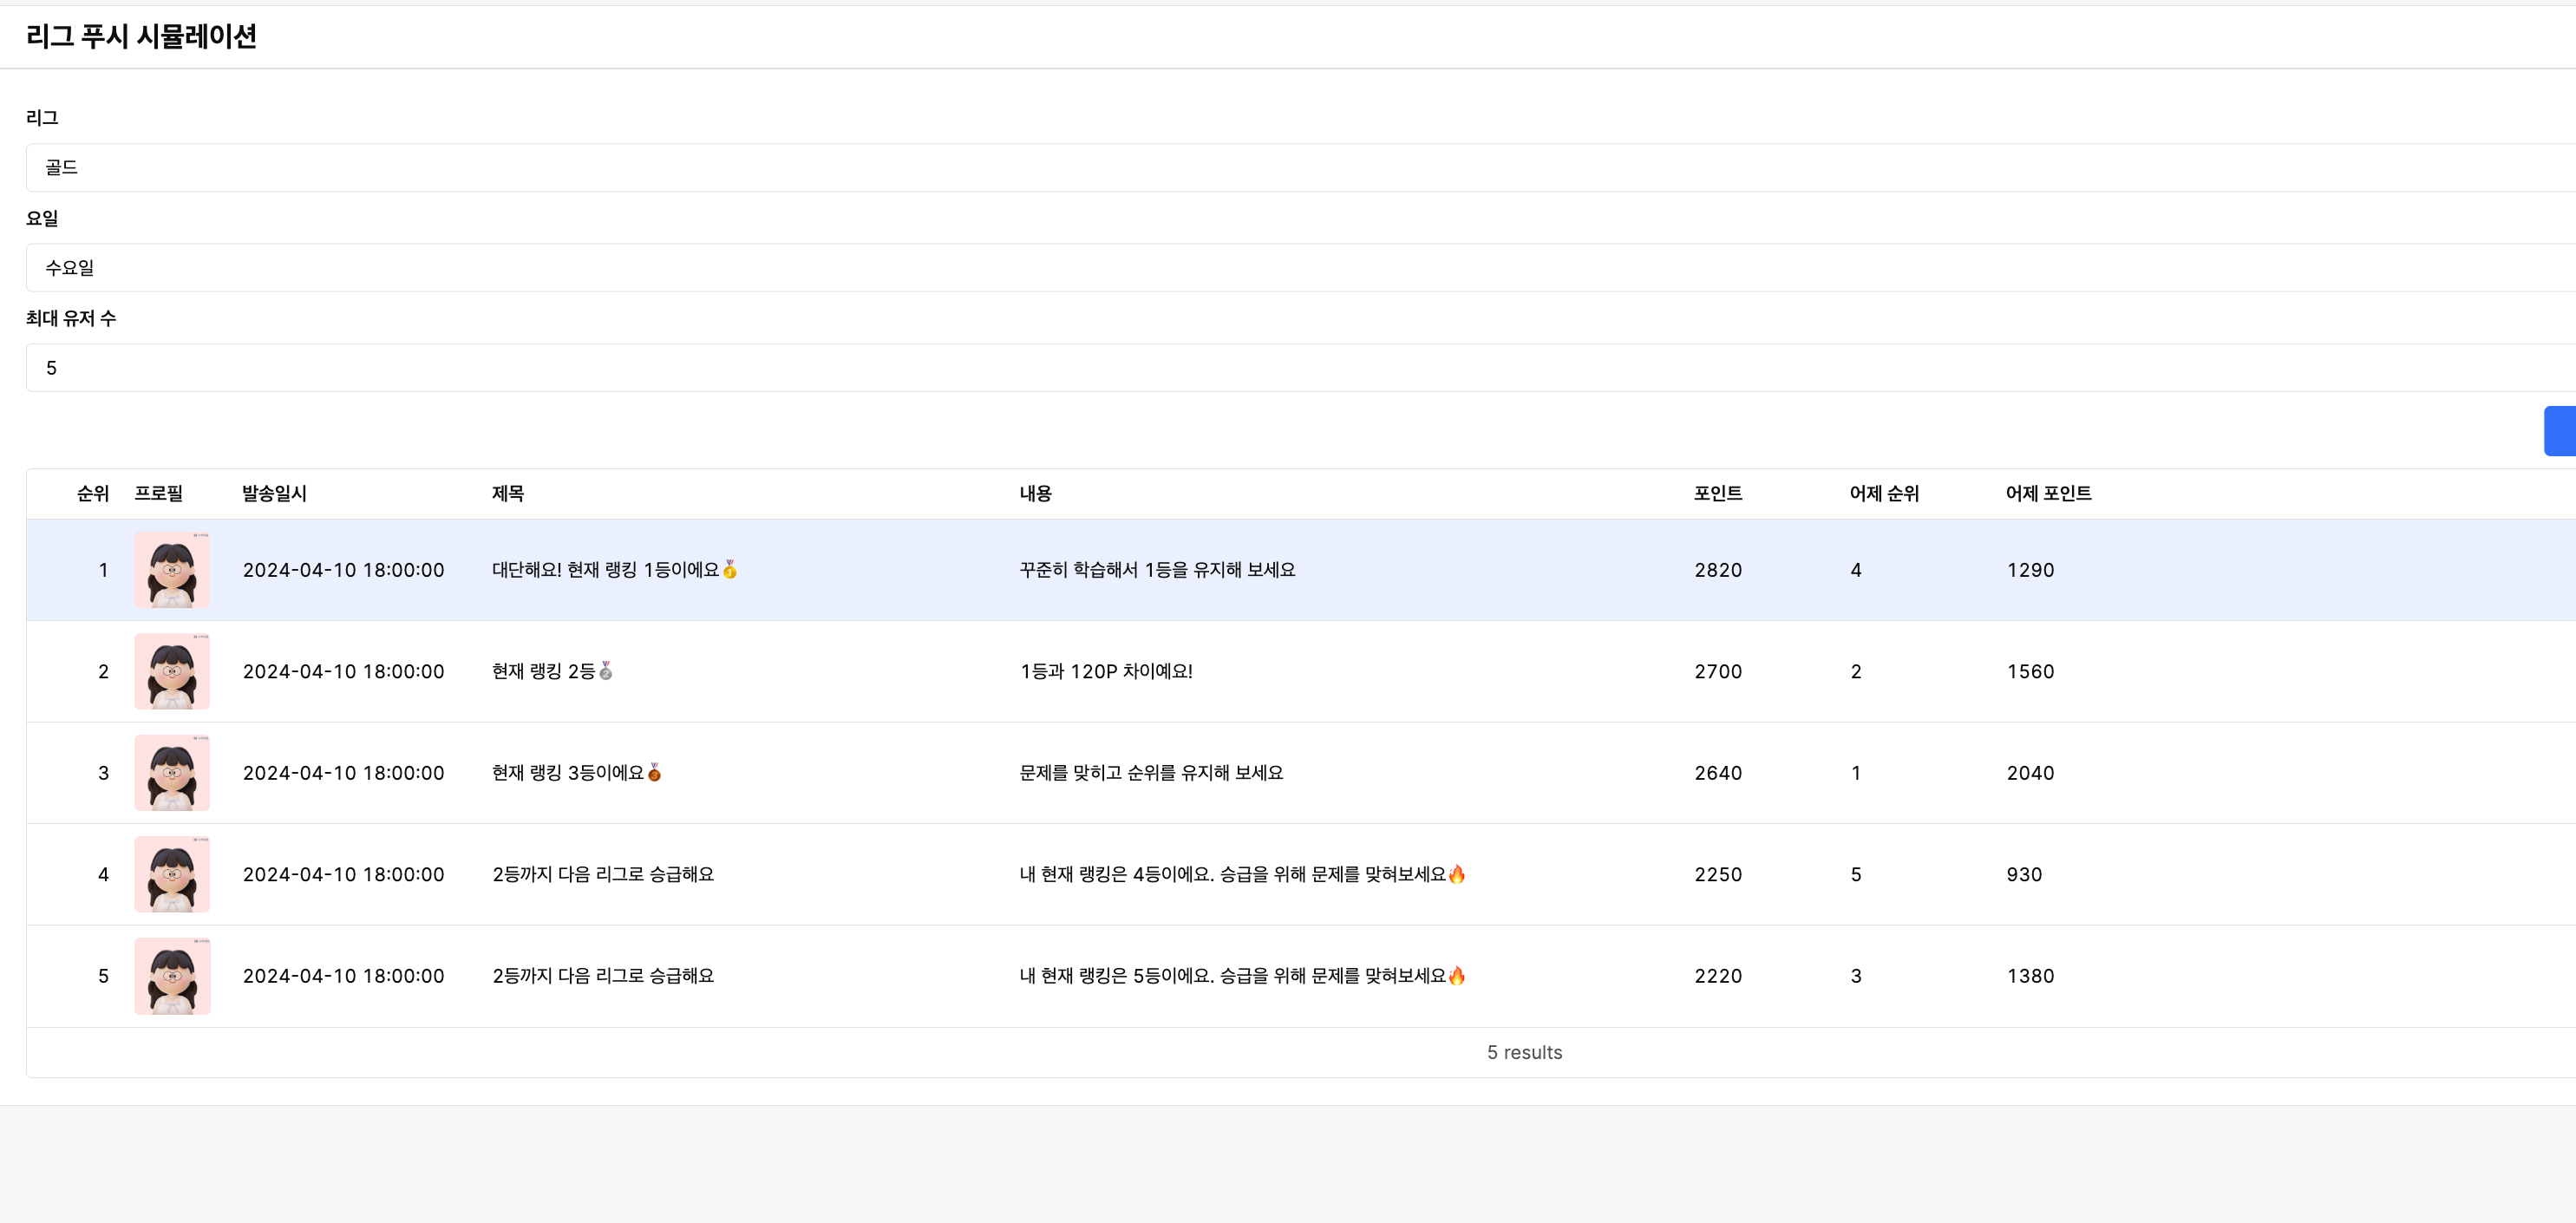 리그 푸시 시뮬레이션
리그
골드
요일
수요일
최대 유저 수
5
순위 프로필 발송일시 제목 내용 포인트 어제 순위 어제 포인트
1 2024-04-10 18:00:00 대단해요! 현재 랭킹 1등이에요🥇 꾸준히 학습해서 1등을 유지해 보세요 2820 4 1290
2 2024-04-10 18:00:00 현재 랭킹 2등🥈 1등과 120P 차이예요! 2700 2 1560
3 2024-04-10 18:00:00 현재 랭킹 3등이에요🥉 문제를 맞히고 순위를 유지해 보세요 2640 1 2040
4 2024-04-10 18:00:00 2등까지 다음 리그로 승급해요 내 현재 랭킹은 4등이에요. 승급을 위해 문제를 맞혀보세요🔥 2250 5 930
5 2024-04-10 18:00:00 2등까지 다음 리그로 승급해요 내 현재 랭킹은 5등이에요. 승급을 위해 문제를 맞혀보세요🔥 2220 3 1380
5 results